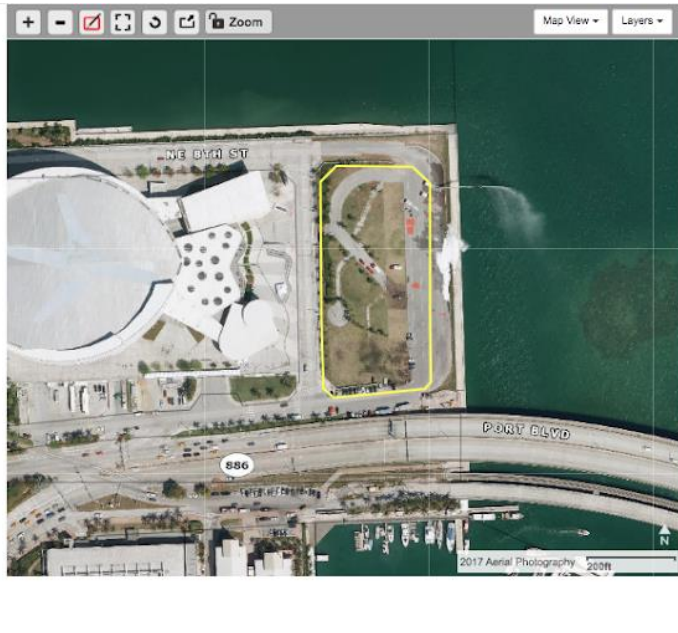 + - Zoom Map View Layers
NE 8TH ST
PORT BLVD
886
N
2017 Aerial Photography 200ft